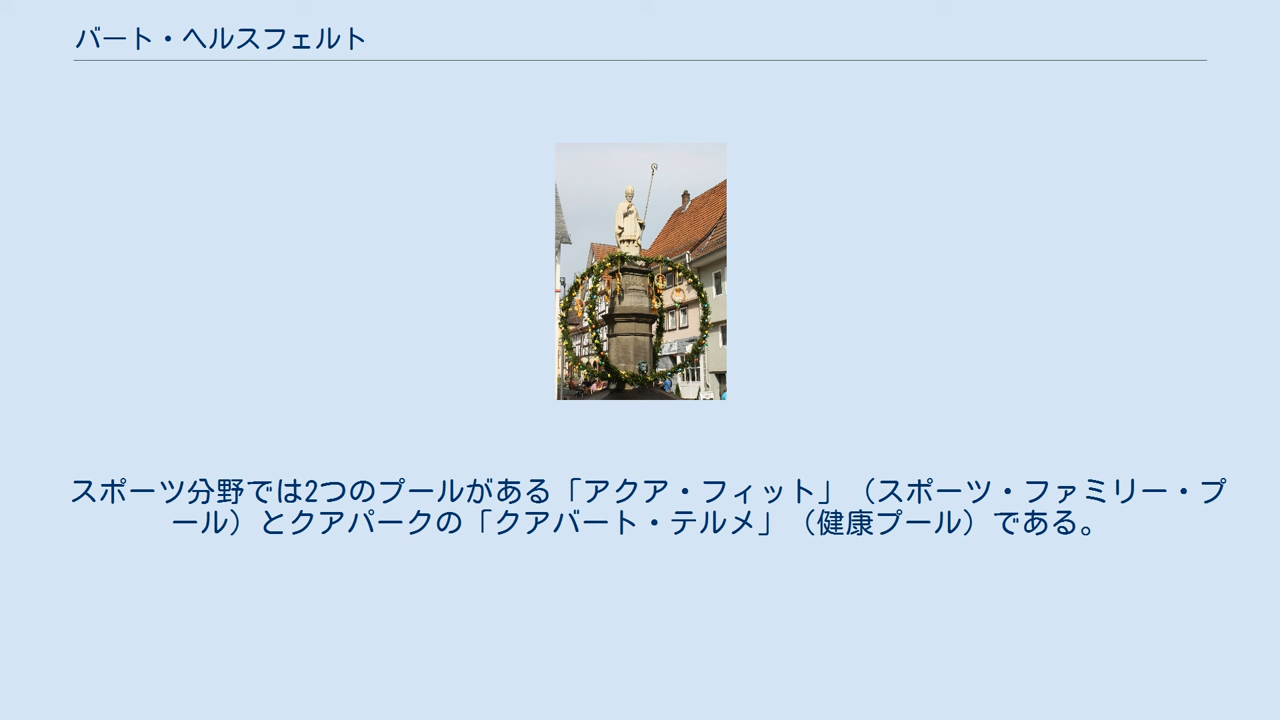 バート・ヘルスフェルト
スポーツ分野では2つのプールがある「アクア・フィット」（スポーツ・ファミリー・プ
ール）とクアパークの「クアバート・テルメ」（健康プール）である。